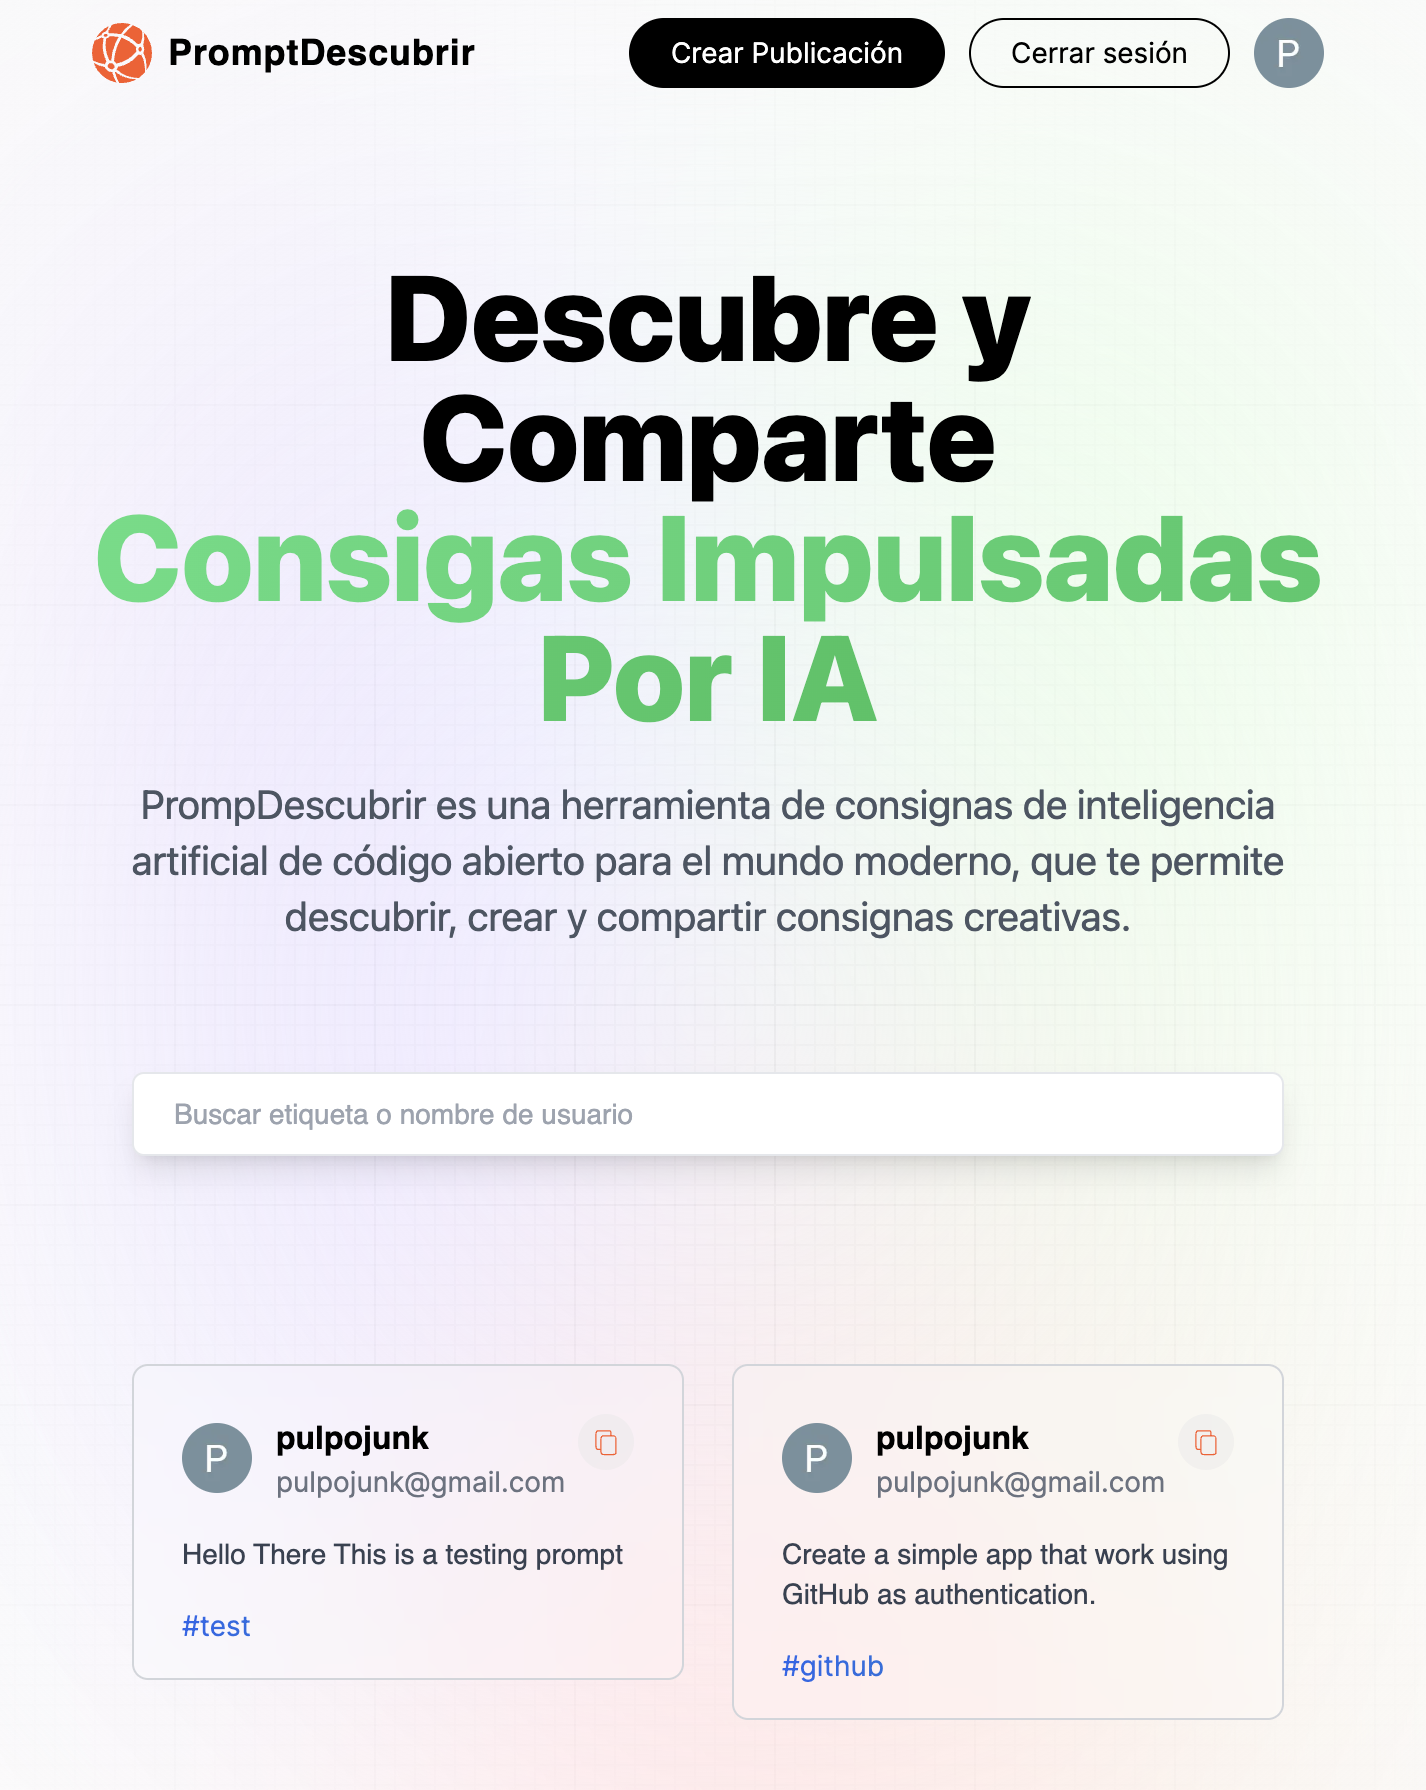 PromptDescubrir
Crear Publicación
Cerrar sesión
P
Descubre y
Comparte
Consigas Impulsadas
Por IA
PrompDescubrir es una herramienta de consignas de inteligencia
artificial de código abierto para el mundo moderno, que te permite
descubrir, crear y compartir consignas creativas.
Buscar etiqueta o nombre de usuario
P
pulpojunk
pulpojunk@gmail.com
Hello There This is a testing prompt
#test
P
pulpojunk
pulpojunk@gmail.com
Create a simple app that work using
GitHub as authentication.
#github